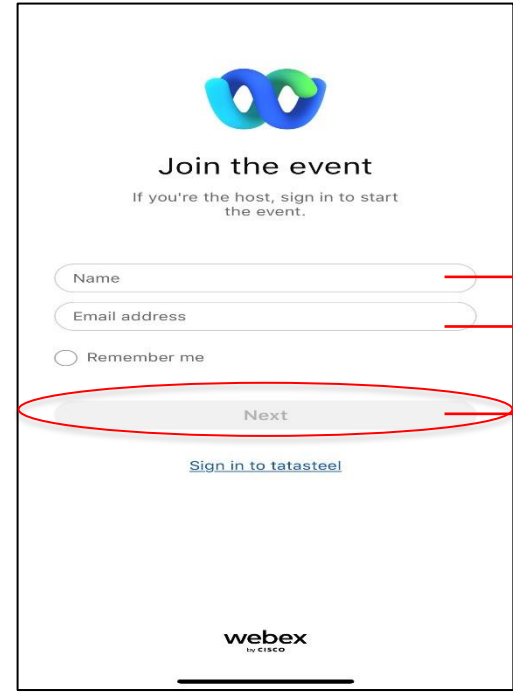 Join the event
If you're the host, sign in to start
the event.
Name
Email address
Remember me
Next
Sign in to tatasteel
webex
by CISCO